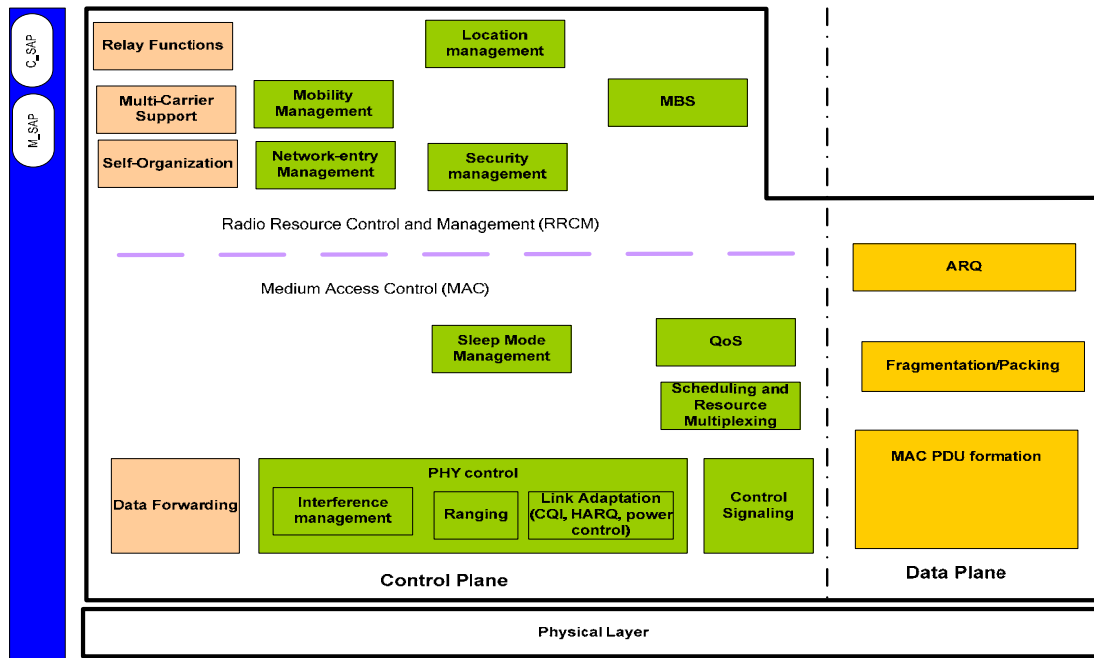 C_SAP
M_SAP
Relay Functions
Location
management
Multi-Carrier
Support
Mobility
Management
MBS
Self-Organization
Network-entry
Management
Security
management
Radio Resource Control and Management (RRCM)
Medium Access Control (MAC)
ARQ
Sleep Mode
Management
QoS
Fragmentation/Packing
Scheduling and
Resource
Multiplexing
MAC PDU formation
Data Forwarding
PHY control
Interference
management
Ranging
Link Adaptation
(CQI, HARQ, power
control)
Control
Signaling
Control Plane
Data Plane
Physical Layer